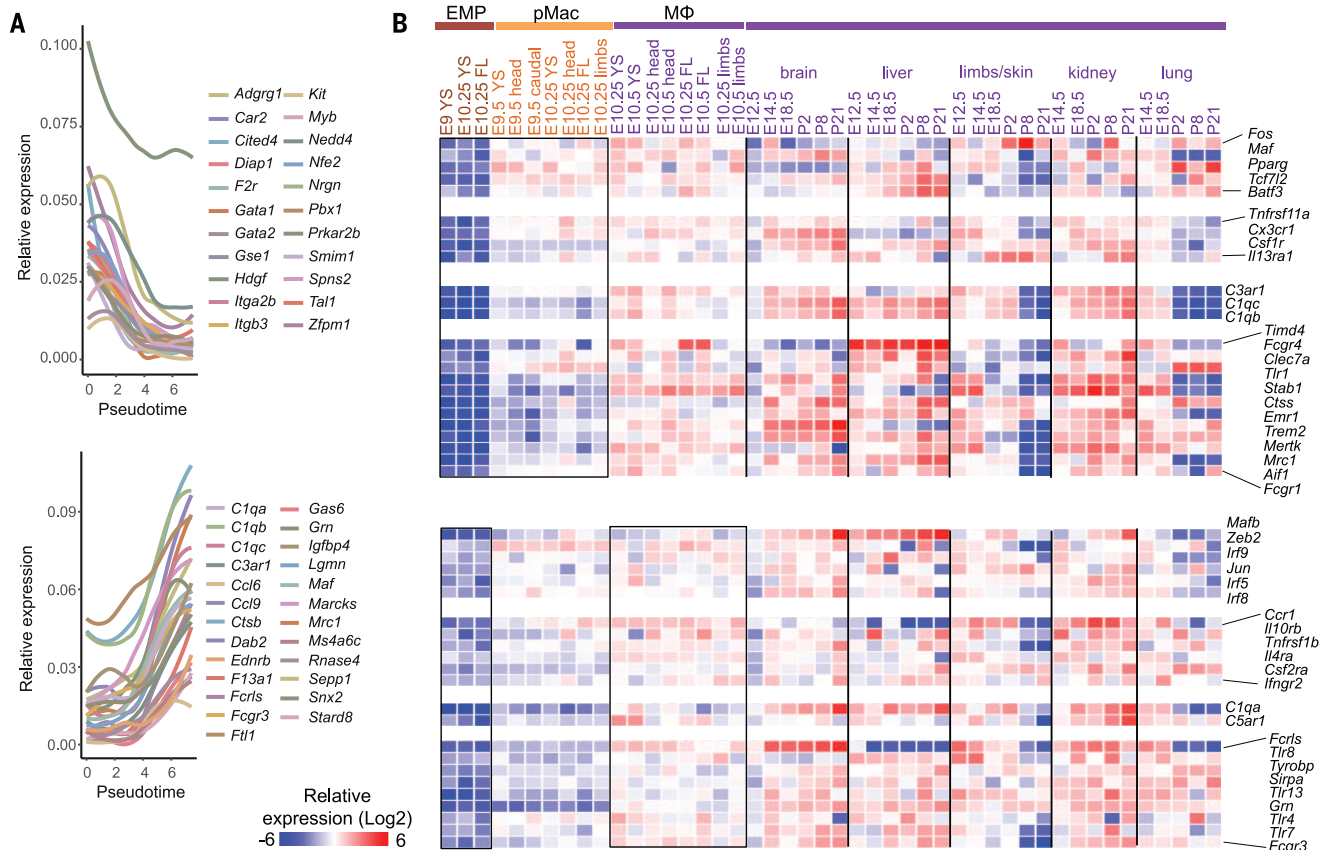 A
0.100
0.075
0.050
0.025
0.000
Relative expression
0 2 4 6
Pseudotime
Adgrg1
Car2
Cited4
Diap1
F2r
Gata1
Gata2
Gse1
Hdgf
Itga2b
Itgb3
Kit
Myb
Nedd4
Nfe2
Nrgn
Pbx1
Prkar2b
Smim1
Spns2
Tal1
Zfpm1
0.09
0.06
0.03
0.00
Relative expression
0 2 4 6
Pseudotime
C1qa
C1qb
C1qc
C3ar1
Ccl6
Ccl9
Ctsb
Dab2
Ednrb
F13a1
Fcrls
Fcgr3
Ftl1
Gas6
Grn
Igfbp4
Lgmn
Maf
Marcks
Mrc1
Ms4a6c
Rnase4
Sepp1
Snx2
Stard8
Relative
expression (Log2)
-6 6
B
EMP pMac MΦ
E9 YS
E10.25 YS
E10.25 FL
E9.5 YS
E9.5 head
E9.5 caudal
E10.25 YS
E10.25 head
E10.25 FL
E10.25 limbs
E10.25 YS
E10.5 YS
E10.25 head
E10.5 head
E10.25 FL
E10.5 FL
E10.25 limbs
E10.5 limbs
brain liver limbs/skin kidney lung
E12.5
E14.5
E18.5
P2
P8
P21
E12.5
E14.5
E18.5
P2
P8
P21
E12.5
E14.5
E18.5
P2
P8
P21
E14.5
E18.5
P2
P8
P21
E14.5
E18.5
P2
P8
P21
Fos
Maf
Pparg
Tcf7l2
Batf3
Tnfrsf11a
Cx3cr1
Csf1r
Il13ra1
C3ar1
C1qc
C1qb
Timd4
Fcgr4
Clec7a
Tlr1
Stab1
Ctss
Emr1
Trem2
Mertk
Mrc1
Aif1
Fcgr1
Mafb
Zeb2
Irf9
Jun
Irf5
Irf8
Ccr1
Il10rb
Tnfrsf1b
Il4ra
Csf2ra
Ifngr2
C1qa
C5ar1
Fcrls
Tlr8
Tyrobp
Sirpa
Tlr13
Grn
Tlr4
Tlr7
Fcgr3